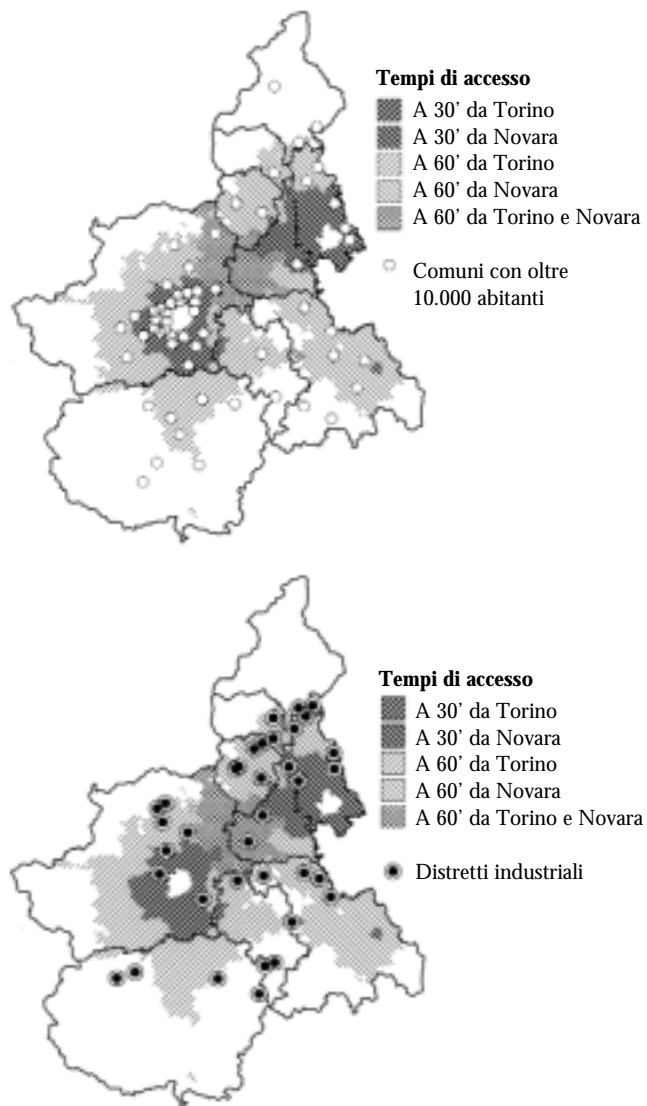 Tempi di accesso
A 30' da Torino
A 30' da Novara
A 60' da Torino
A 60' da Novara
A 60' da Torino e Novara
Comuni con oltre
10.000 abitanti
Tempi di accesso
A 30' da Torino
A 30' da Novara
A 60' da Torino
A 60' da Novara
A 60' da Torino e Novara
Distretti industriali